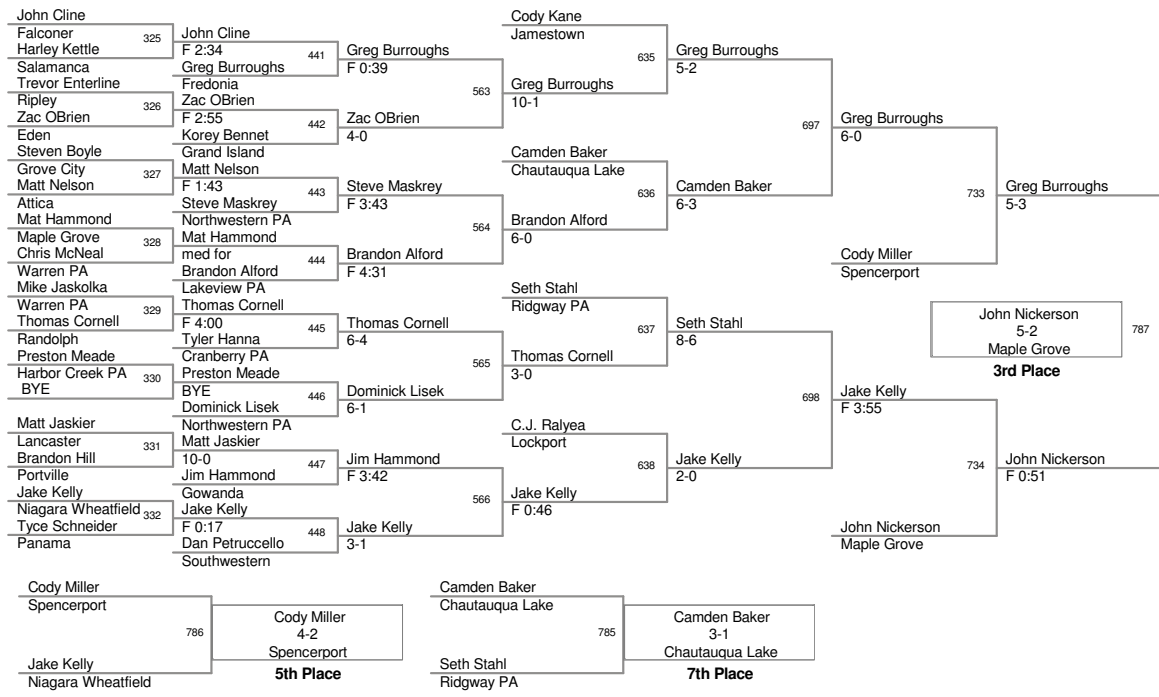 John Cline
Falconer
325
Harley Kettle
Salamanca
Trevor Enterline
Ripley
326
Zac OBrien
Eden
Steven Boyle
Grove City
327
Matt Nelson
Attica
Mat Hammond
Maple Grove
328
Chris McNeal
Warren PA
Mike Jaskolka
Warren PA
329
Thomas Cornell
Randolph
Preston Meade
Harbor Creek PA
330
BYE
Matt Jaskier
Lancaster
331
Brandon Hill
Portville
Jake Kelly
Niagara Wheatfield
332
Tyce Schneider
Panama
John Cline
F 2:34
441
Greg Burroughs
Fredonia
Zac OBrien
F 2:55
442
Korey Bennet
Grand Island
Matt Nelson
F 1:43
443
Steve Maskrey
Northwestern PA
Mat Hammond
med for
444
Brandon Alford
Lakeview PA
Thomas Cornell
F 4:00
445
Tyler Hanna
Cranberry PA
Preston Meade
BYE
446
Dominick Lisek
Northwestern PA
Matt Jaskier
10-0
447
Jim Hammond
Gowanda
Jake Kelly
F 0:17
448
Dan Petruccello
Southwestern
Greg Burroughs
F 0:39
563
Zac OBrien
4-0
Steve Maskrey
F 3:43
564
Brandon Alford
F 4:31
Thomas Cornell
6-4
565
Dominick Lisek
6-1
Jim Hammond
F 3:42
566
Jake Kelly
3-1
Cody Kane
Jamestown
635
Greg Burroughs
10-1
Camden Baker
Chautauqua Lake
636
Brandon Alford
6-0
Seth Stahl
Ridgway PA
637
Thomas Cornell
3-0
C.J. Ralyea
Lockport
638
Jake Kelly
F 0:46
Greg Burroughs
5-2
697
Camden Baker
6-3
Seth Stahl
8-6
698
Jake Kelly
2-0
Greg Burroughs
6-0
733
Cody Miller
Spencerport
Jake Kelly
F 3:55
734
John Nickerson
Maple Grove
Greg Burroughs
5-3
John Nickerson
5-2
787
Maple Grove
3rd Place
John Nickerson
F 0:51
Cody Miller
Spencerport
786
Jake Kelly
Niagara Wheatfield
Cody Miller
4-2
Spencerport
5th Place
Camden Baker
Chautauqua Lake
785
Seth Stahl
Ridgway PA
Camden Baker
3-1
Chautauqua Lake
7th Place